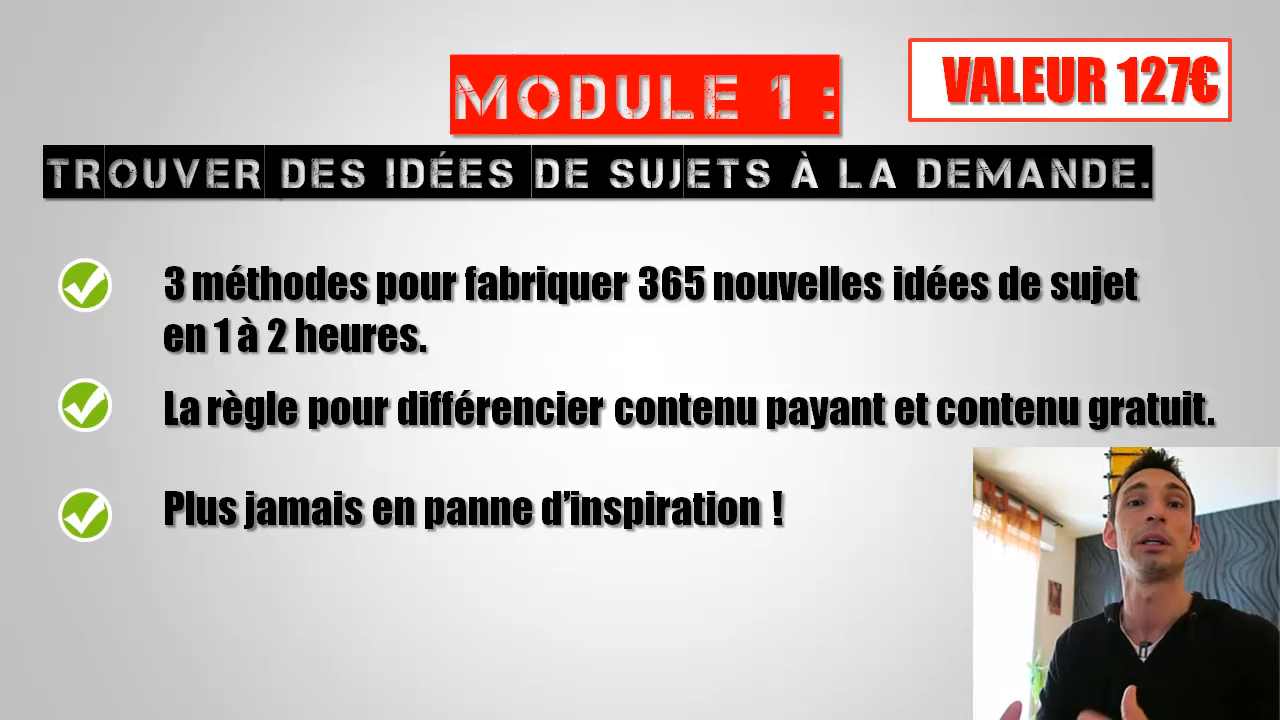 MODULE 1 :
VALEUR 127€
TROUVER DES IDÉES DE SUJETS À LA DEMANDE.
3 méthodes pour fabriquer 365 nouvelles idées de sujet
en 1 à 2 heures.
La règle pour différencier contenu payant et contenu gratuit.
Plus jamais en panne d’inspiration !